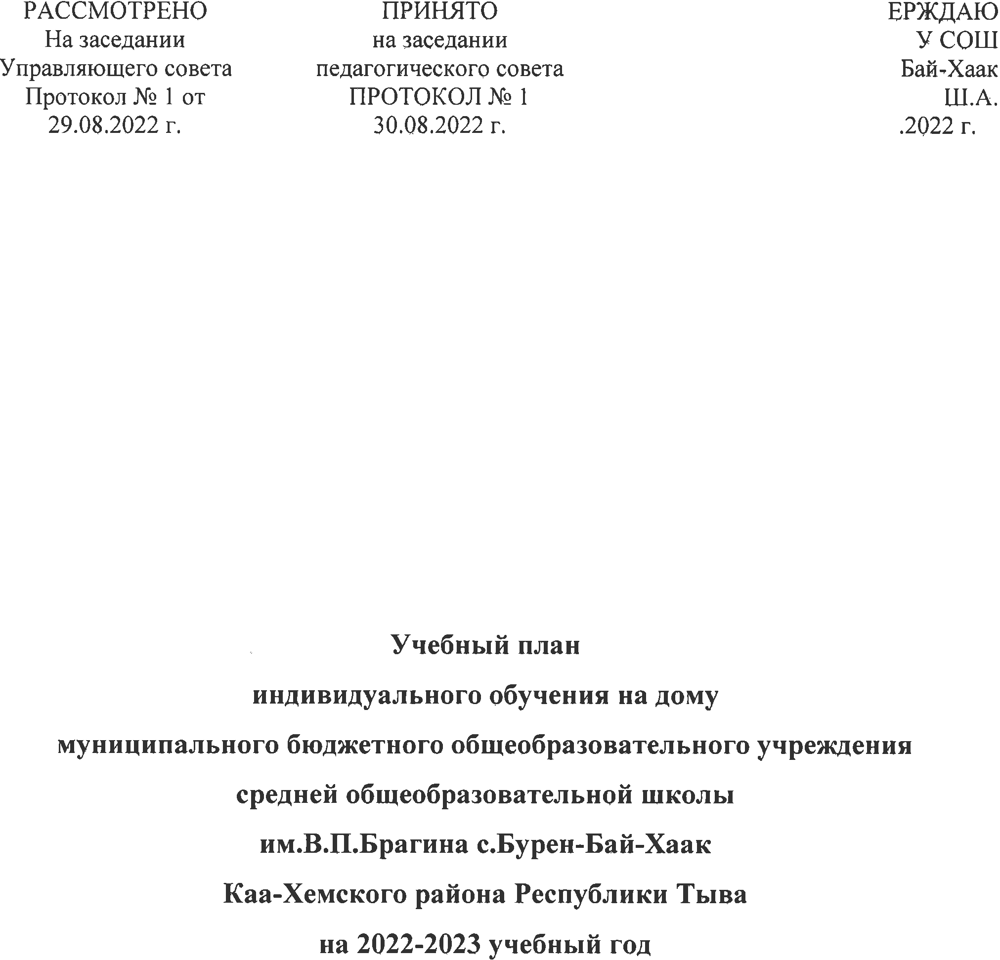 РАССМОТРЕНО
На заседании
Управляющего совета
Протокол № 1 от
29.08.2022 г.
ПРИНЯТО
на заседании
педагогического совета
ПРОТОКОЛ № 1
30.08.2022 г.
ЕРЖДАЮ
У СОШ
Бай-Хаак
Ш.А.
.2022 г.
Учебный план
индивидуального обучения на дому
муниципального бюджетного общеобразовательного учреждения
средней общеобразовательной школы
им.В.П.Брагина с.Бурен-Бай-Хаак
Каа-Хемского района Республики Тыва
на 2022-2023 учебный год